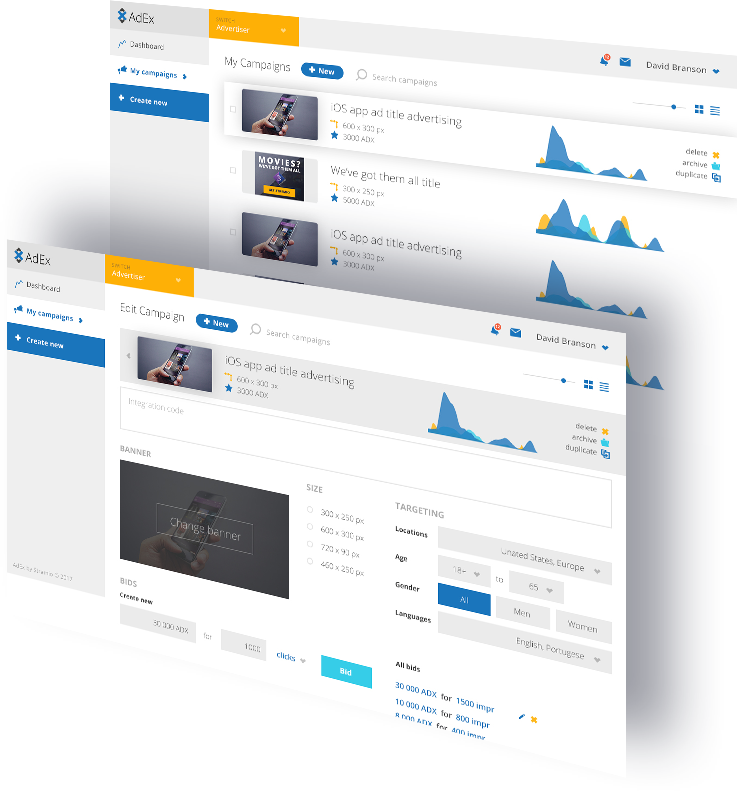 AdEx
SWITCH
Advertiser
Dashboard
My campaigns
Create new
David Branson
My Campaigns
New
Search campaigns
iOS app ad title advertising
600 x 300 px
3000 ADX
delete
archive
duplicate
MOVIES?
WE'VE GOT THEM ALL
We've got them all title
300 x 250 px
5000 ADX
iOS app ad title advertising
600 x 300 px
3000 ADX
AdEx
SWITCH
Advertiser
Dashboard
My campaigns
Create new
David Branson
Edit Campaign
New
Search campaigns
iOS app ad title advertising
600 x 300 px
3000 ADX
delete
archive
duplicate
Integration code
BANNER
Change banner
SIZE
300 x 250 px
600 x 300 px
720 x 90 px
460 x 250 px
TARGETING
Locations
United States, Europe
Age
18+
to
65
Gender
All
Men
Women
Languages
English, Portugese
BIDS
Create new
30 000 ADX
for
1000
clicks
Bid
All bids
30 000 ADX for 1500 impr
10 000 ADX for 800 impr
8 000 ADX for 400 impr